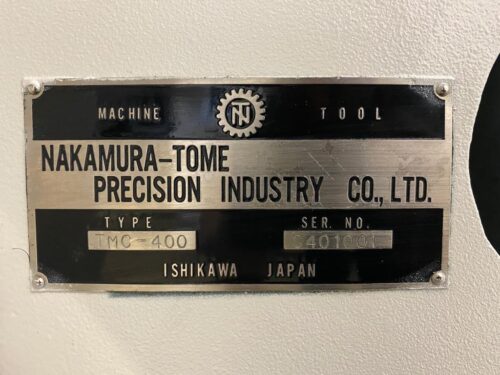 MACHINE TOOL
NAKAMURA-TOME
PRECISION INDUSTRY CO., LTD.
TYPE SER. NO.
TMC-400
ISHIKAWA JAPAN